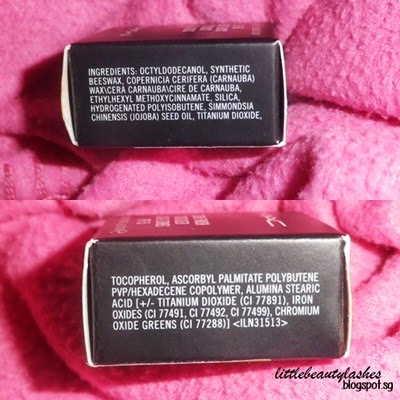 INGREDIENTS: OCTYLDODECANOL, SYNTHETIC
BEESWAX, COPERNICA CERIFERA (CARNAUBA)
WAX\CERA CARNAUBA\CIRE DE CARNAUBA,
ETHYLHEXYL METHOXYCINNAMATE, SILICA,
HYDROGENATED POLYISOBUTENE, SIMMONDSIA
CHINENSIS (JOJOBA) SEED OIL, TITANIUM DIOXIDE,
TOCOPHEROL, ASCORBYL PALMITATE POLYBUTENE
PVP/HEXADECENE COPOLYMER, ALUMINA STEARIC
ACID [+/- TITANIUM DIOXIDE (CI 77891), IRON
OXIDES (CI 77491, CI 77492, CI 77499), CHROMIUM
OXIDE GREENS (CI 77288)] <ILN31513>
littlebeautylashes
blogspot.sg